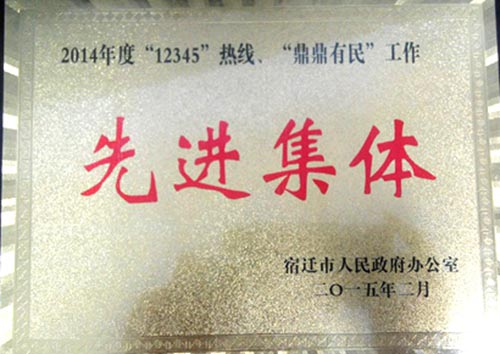 2014年度“12345”热线、“鼎鼎有民”工作
先进集体
宿迁市人民政府办公室
二〇一五年二月